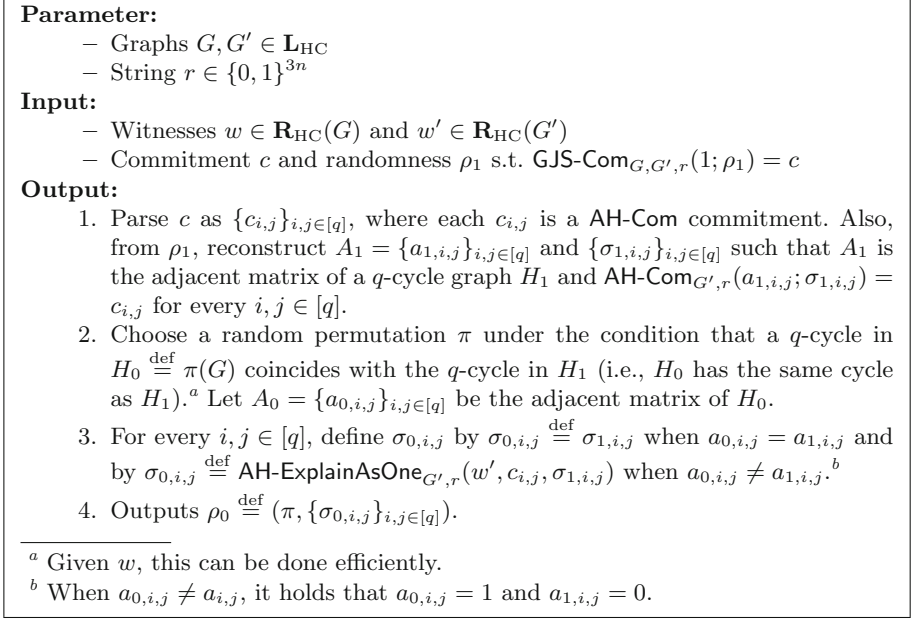 Parameter:
– Graphs G, G′ ∈ L_HC
– String r ∈ {0, 1}^{3n}
Input:
– Witnesses w ∈ R_HC(G) and w′ ∈ R_HC(G′)
– Commitment c and randomness ρ_1 s.t. GJS-Com_{G,G′,r}(1; ρ_1) = c
Output:
1. Parse c as {c_{i,j}}_{i,j∈[q]}, where each c_{i,j} is a AH-Com commitment. Also,
from ρ_1, reconstruct A_1 = {a_{1,i,j}}_{i,j∈[q]} and {σ_{1,i,j}}_{i,j∈[q]} such that A_1 is
the adjacent matrix of a q-cycle graph H_1 and AH-Com_{G′,r}(a_{1,i,j}; σ_{1,i,j}) =
c_{i,j} for every i, j ∈ [q].
2. Choose a random permutation π under the condition that a q-cycle in
H_0 def= π(G) coincides with the q-cycle in H_1 (i.e., H_0 has the same cycle
as H_1).^a Let A_0 = {a_{0,i,j}}_{i,j∈[q]} be the adjacent matrix of H_0.
3. For every i, j ∈ [q], define σ_{0,i,j} by σ_{0,i,j} def= σ_{1,i,j} when a_{0,i,j} = a_{1,i,j} and
by σ_{0,i,j} def= AH-ExplainAsOne_{G′,r}(w′, c_{i,j}, σ_{1,i,j}) when a_{0,i,j} ≠ a_{1,i,j}.^b
4. Outputs ρ_0 def= (π, {σ_{0,i,j}}_{i,j∈[q]}).
^a Given w, this can be done efficiently.
^b When a_{0,i,j} ≠ a_{i,j}, it holds that a_{0,i,j} = 1 and a_{1,i,j} = 0.